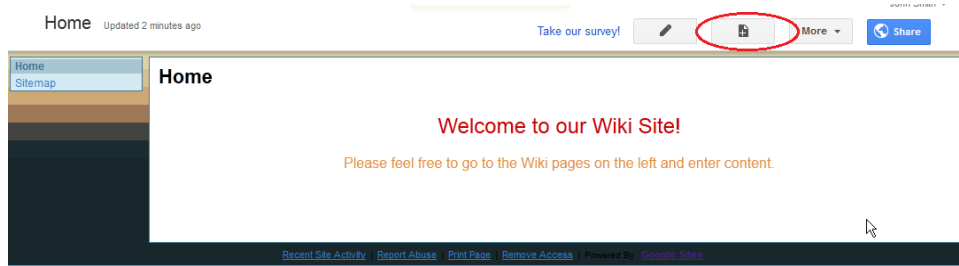 John Smith
Home Updated 2 minutes ago
Take our survey! More Share
Home
Sitemap
Home
Welcome to our Wiki Site!
Please feel free to go to the Wiki pages on the left and enter content.
Recent Site Activity | Report Abuse | Print Page | Remove Access | Powered By Google Sites